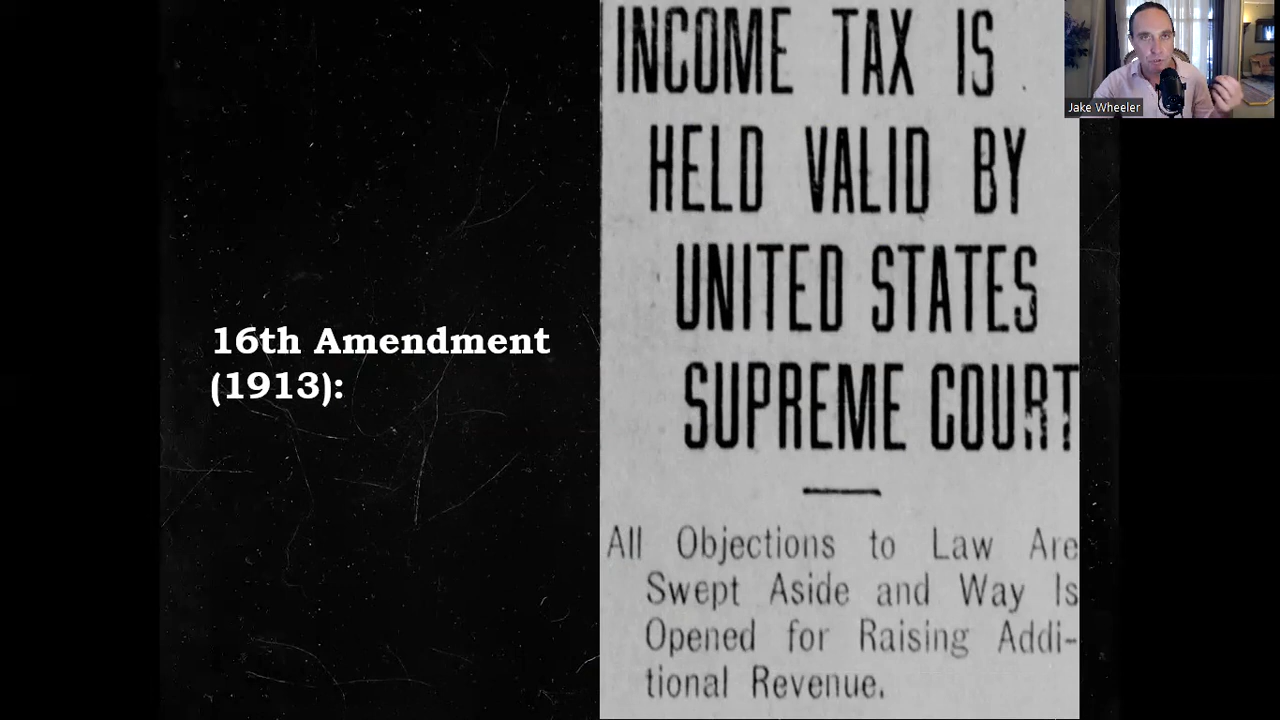 16th Amendment
(1913):
INCOME TAX IS
HELD VALID BY
UNITED STATES
SUPREME COURT
All Objections to Law Are
Swept Aside and Way Is
Opened for Raising Addi-
tional Revenue.
Jake Wheeler